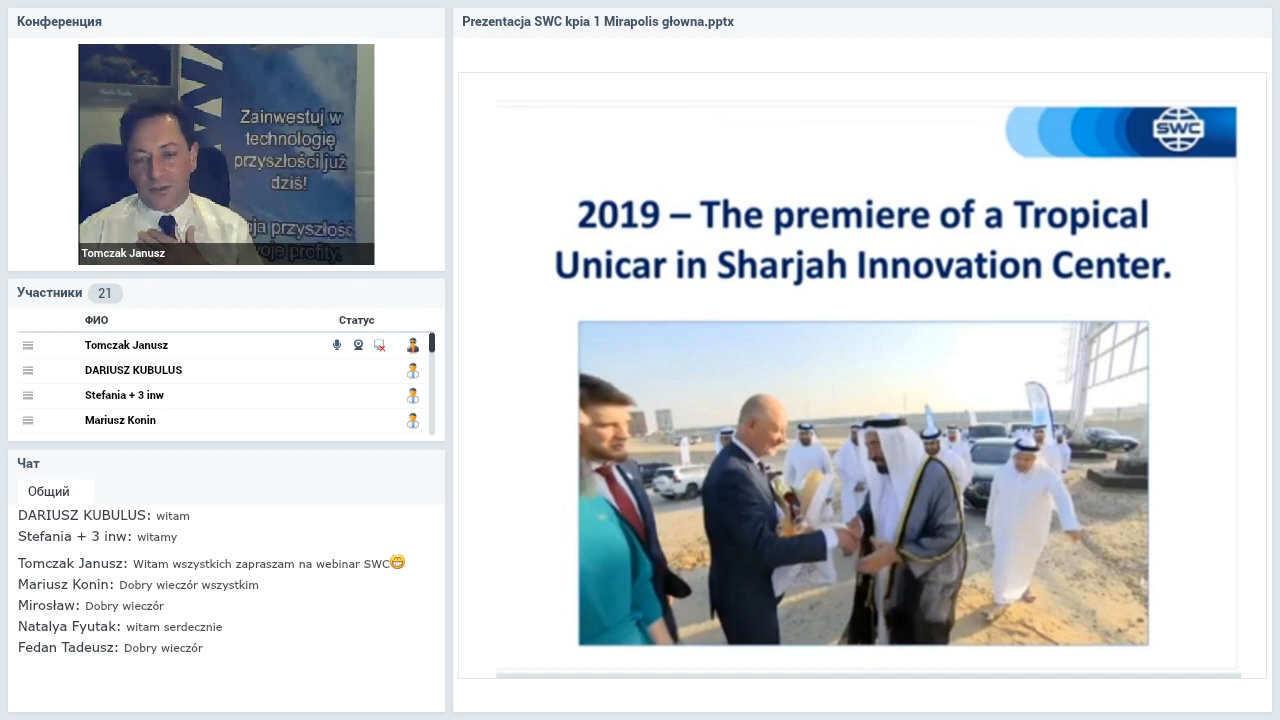 Конференция
Zainwestuj w
technologię
przyszłości już
dziś!
przyszłość
profity.
Tomczak Janusz
Участники 21
ФИО Статус
Tomczak Janusz
DARIUSZ KUBULUS
Stefania + 3 inw
Mariusz Konin
Чат
Общий
DARIUSZ KUBULUS: witam
Stefania + 3 inw: witamy
Tomczak Janusz: Witam wszystkich zapraszam na webinar SWC
Mariusz Konin: Dobry wieczór wszystkim
Mirosław: Dobry wieczór
Natalya Fyutak: witam serdecznie
Fedan Tadeusz: Dobry wieczór
Prezentacja SWC kpia 1 Mirapolis głowna.pptx
SWC
2019 – The premiere of a Tropical
Unicar in Sharjah Innovation Center.